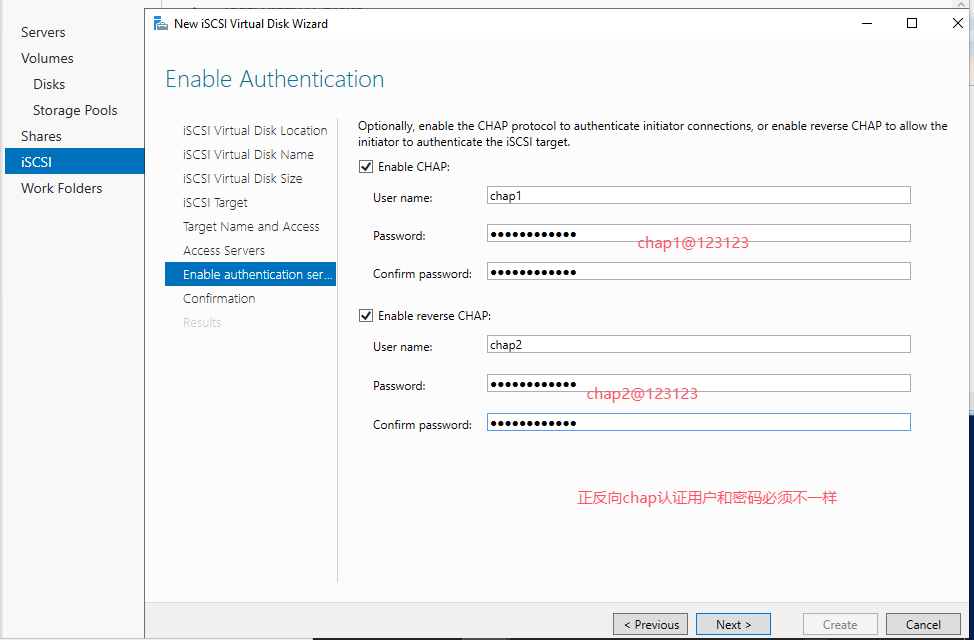 New iSCSI Virtual Disk Wizard
Servers
Volumes
Disks
Storage Pools
Shares
iSCSI
Work Folders
Enable Authentication
iSCSI Virtual Disk Location
iSCSI Virtual Disk Name
iSCSI Virtual Disk Size
iSCSI Target
Target Name and Access
Access Servers
Enable authentication ser...
Confirmation
Results
Optionally, enable the CHAP protocol to authenticate initiator connections, or enable reverse CHAP to allow the
initiator to authenticate the iSCSI target.
Enable CHAP:
User name: chap1
Password: ●●●●●●●●●●●● chap1@123123
Confirm password: ●●●●●●●●●●●●
Enable reverse CHAP:
User name: chap2
Password: ●●●●●●●●●●●● chap2@123123
Confirm password: ●●●●●●●●●●●●
正反向chap认证用户和密码必须不一样
< Previous Next > Create Cancel